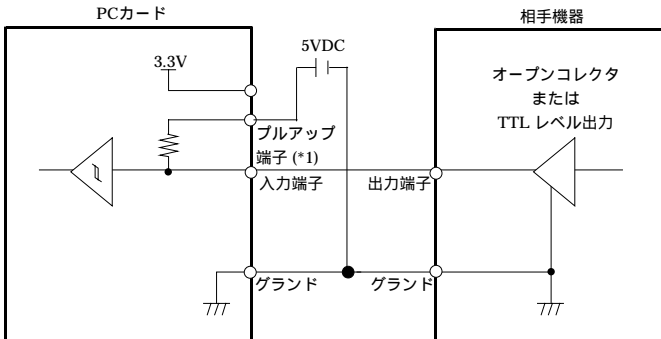 PCカード
相手機器
5VDC
3.3V
オープンコレクタ
または
TTL レベル出力
プルアップ
端子 (*1)
入力端子
出力端子
グランド
グランド